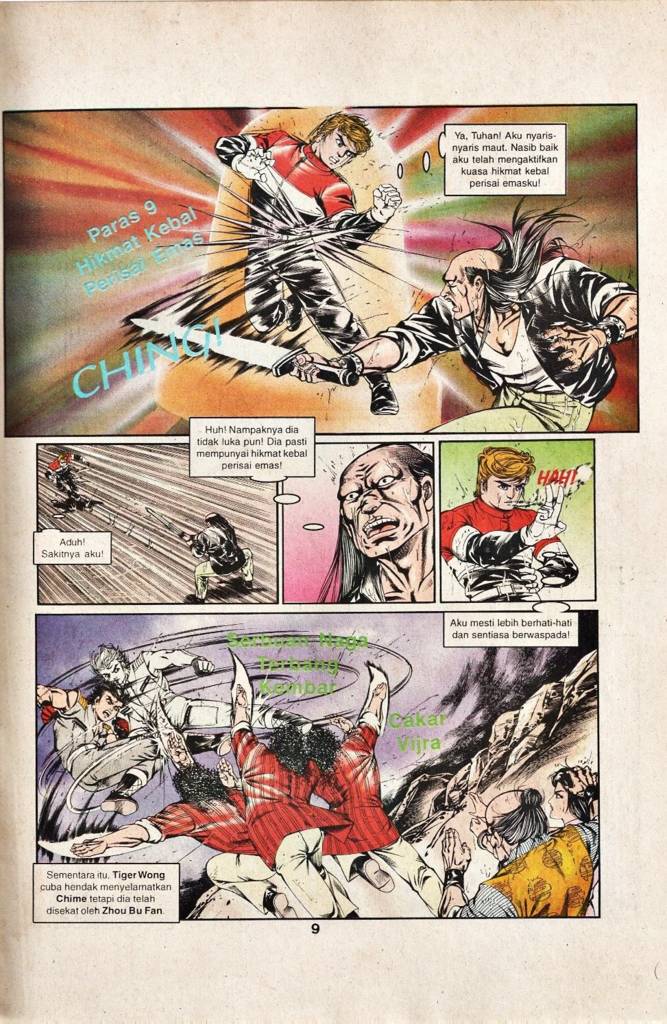 Ya, Tuhan! Aku nyaris-
nyaris maut. Nasib baik
aku telah mengaktifkan
kuasa hikmat kebal
perisai emasku!
Paras 9
Hikmat Kebal
Perisai Emas
CHING!
Huh! Nampaknya dia
tidak luka pun! Dia pasti
mempunyai hikmat kebal
perisai emas!
Aduh!
Sakitnya aku!
HAH!
Aku mesti lebih berhati-hati
dan sentiasa berwaspada!
Serbuan Naga
Terbang
Kembar
Cakar
Vijra
Sementara itu. Tiger Wong
cuba hendak menyelamatkan
Chime tetapi dia telah
disekat oleh Zhou Bu Fan.
9